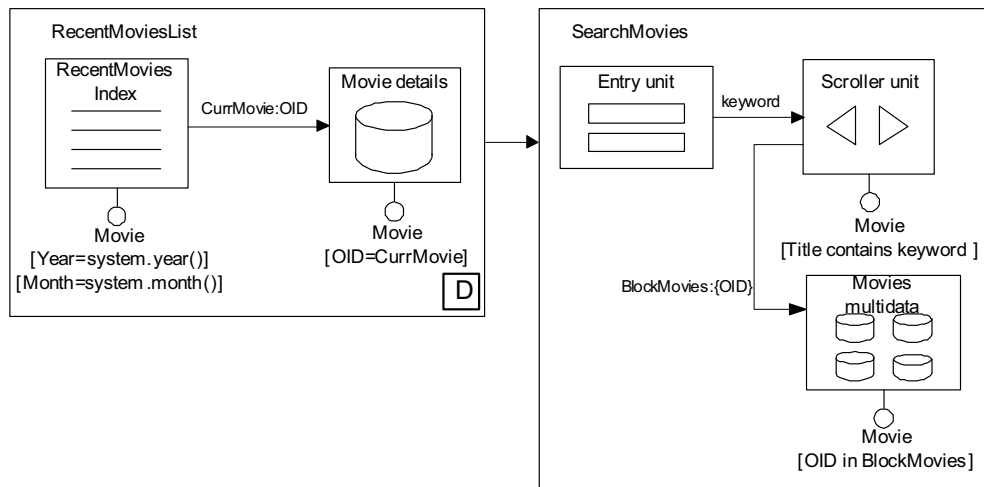 RecentMoviesList
RecentMovies
Index
CurrMovie:OID
Movie details
Movie
[Year=system.year()]
[Month=system.month()]
Movie
[OID=CurrMovie]
D
SearchMovies
Entry unit
keyword
Scroller unit
Movie
[Title contains keyword ]
BlockMovies:{OID}
Movies
multidata
Movie
[OID in BlockMovies]